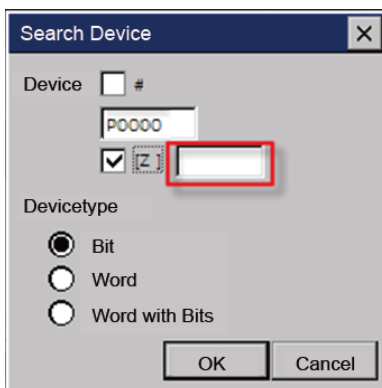 Search Device
Device #
P0000
[Z ]
Devicetype
Bit
Word
Word with Bits
OK Cancel